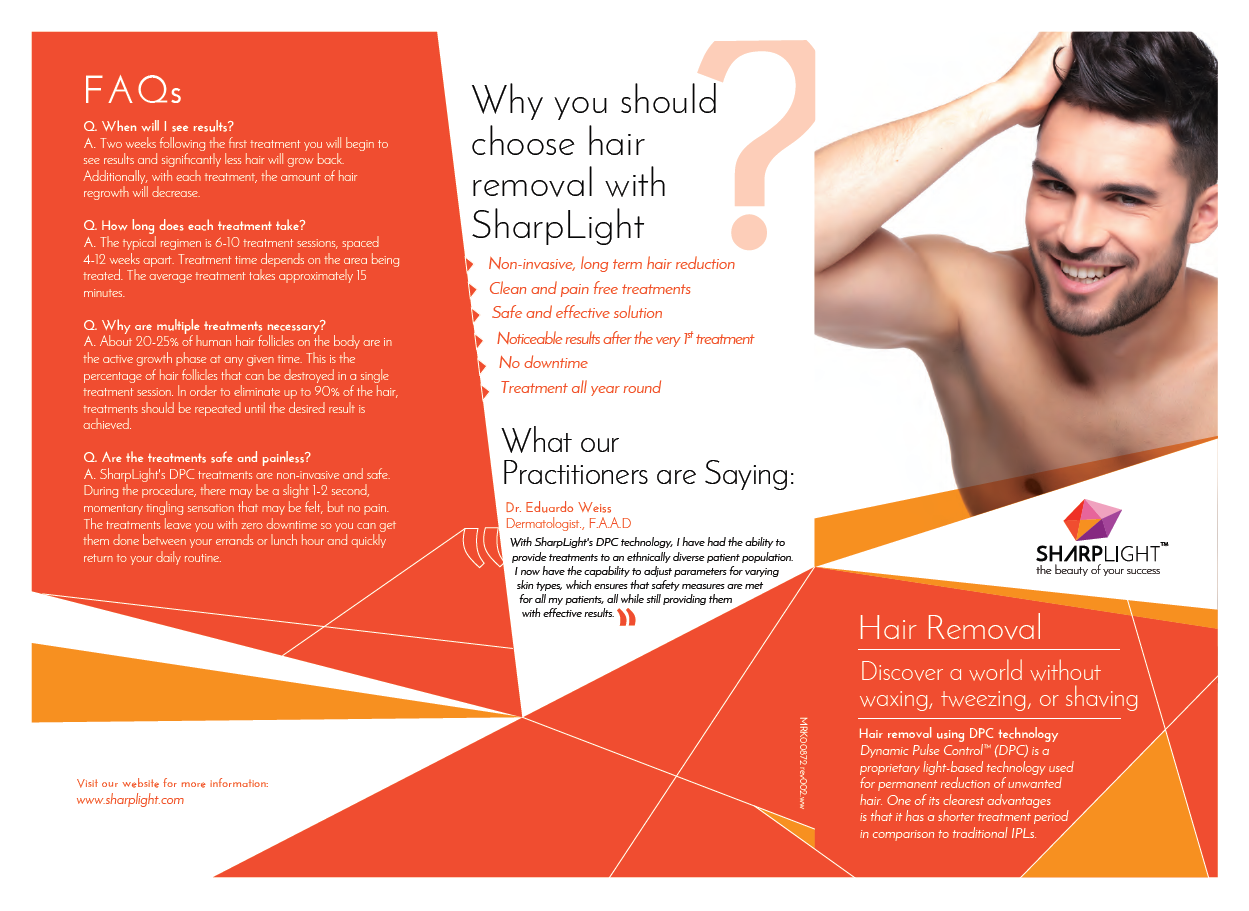 FAQs
Q. When will I see results?
A. Two weeks following the first treatment you will begin to
see results and significantly less hair will grow back.
Additionally, with each treatment, the amount of hair
regrowth will decrease.
Q. How long does each treatment take?
A. The typical regimen is 6-10 treatment sessions, spaced
4-12 weeks apart. Treatment time depends on the area being
treated. The average treatment takes approximately 15
minutes.
Q. Why are multiple treatments necessary?
A. About 20-25% of human hair follicles on the body are in
the active growth phase at any given time. This is the
percentage of hair follicles that can be destroyed in a single
treatment session. In order to eliminate up to 90% of the hair,
treatments should be repeated until the desired result is
achieved.
Q. Are the treatments safe and painless?
A. SharpLight's DPC treatments are non-invasive and safe.
During the procedure, there may be a slight 1-2 second,
momentary tingling sensation that may be felt, but no pain.
The treatments leave you with zero downtime so you can get
them done between your errands or lunch hour and quickly
return to your daily routine.
Visit our website for more information:
www.sharplight.com
Why you should
choose hair
removal with
SharpLight
?
Non-invasive, long term hair reduction
Clean and pain free treatments
Safe and effective solution
Noticeable results after the very 1st treatment
No downtime
Treatment all year round
What our
Practitioners are Saying:
Dr. Eduardo Weiss
Dermatologist., F.A.A.D
"With SharpLight's DPC technology, I have had the ability to
provide treatments to an ethnically diverse patient population.
I now have the capability to adjust parameters for varying
skin types, which ensures that safety measures are met
for all my patients, all while still providing them
with effective results."
MRK00872 rev002.ww
SHARPLIGHT™
the beauty of your success
Hair Removal
Discover a world without
waxing, tweezing, or shaving
Hair removal using DPC technology
Dynamic Pulse Control™ (DPC) is a
proprietary light-based technology used
for permanent reduction of unwanted
hair. One of its clearest advantages
is that it has a shorter treatment period
in comparison to traditional IPLs.